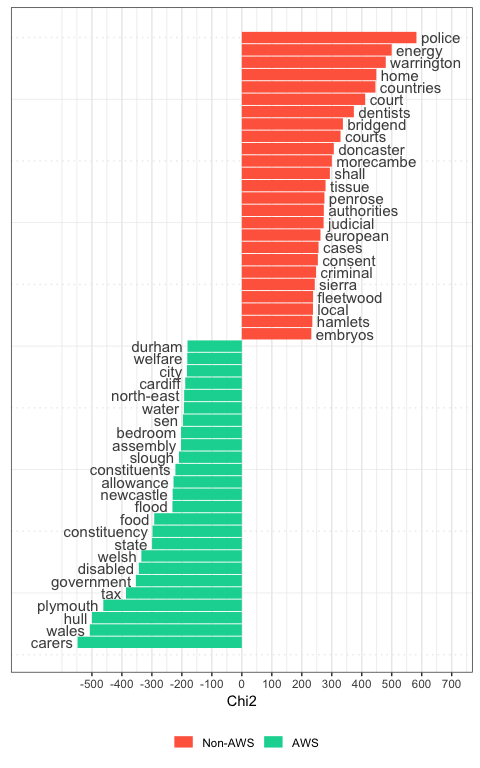 police
energy
warrington
home
countries
court
dentists
bridgend
courts
doncaster
morecambe
shall
tissue
penrose
authorities
judicial
european
cases
consent
criminal
sierra
fleetwood
local
hamlets
embryos
durham
welfare
city
cardiff
north-east
water
sen
bedroom
assembly
slough
constituents
allowance
newcastle
flood
food
constituency
state
welsh
disabled
government
tax
plymouth
hull
wales
carers
-500 -400 -300 -200 -100 0 100 200 300 400 500 600 700
Chi2
Non-AWS AWS